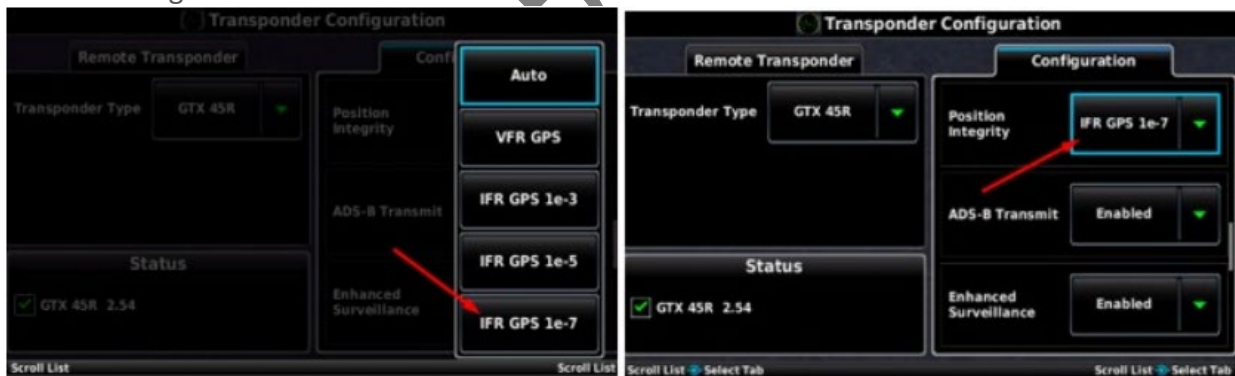 Transponder Configuration
Remote Transponder
Conf
Auto
Transponder Type
GTX 45R
Position
Integrity
VFR GPS
IFR GPS 1e-3
ADS-B Transmit
IFR GPS 1e-5
Status
GTX 45R 2.54
Enhanced
Surveillance
IFR GPS 1e-7
Scroll List
Scroll List
Transponder Configuration
Remote Transponder
Configuration
Transponder Type
GTX 45R
Position
Integrity
IFR GPS 1e-7
ADS-B Transmit
Enabled
Status
GTX 45R 2.54
Enhanced
Surveillance
Enabled
Scroll List Select Tab
Scroll List Select Tab